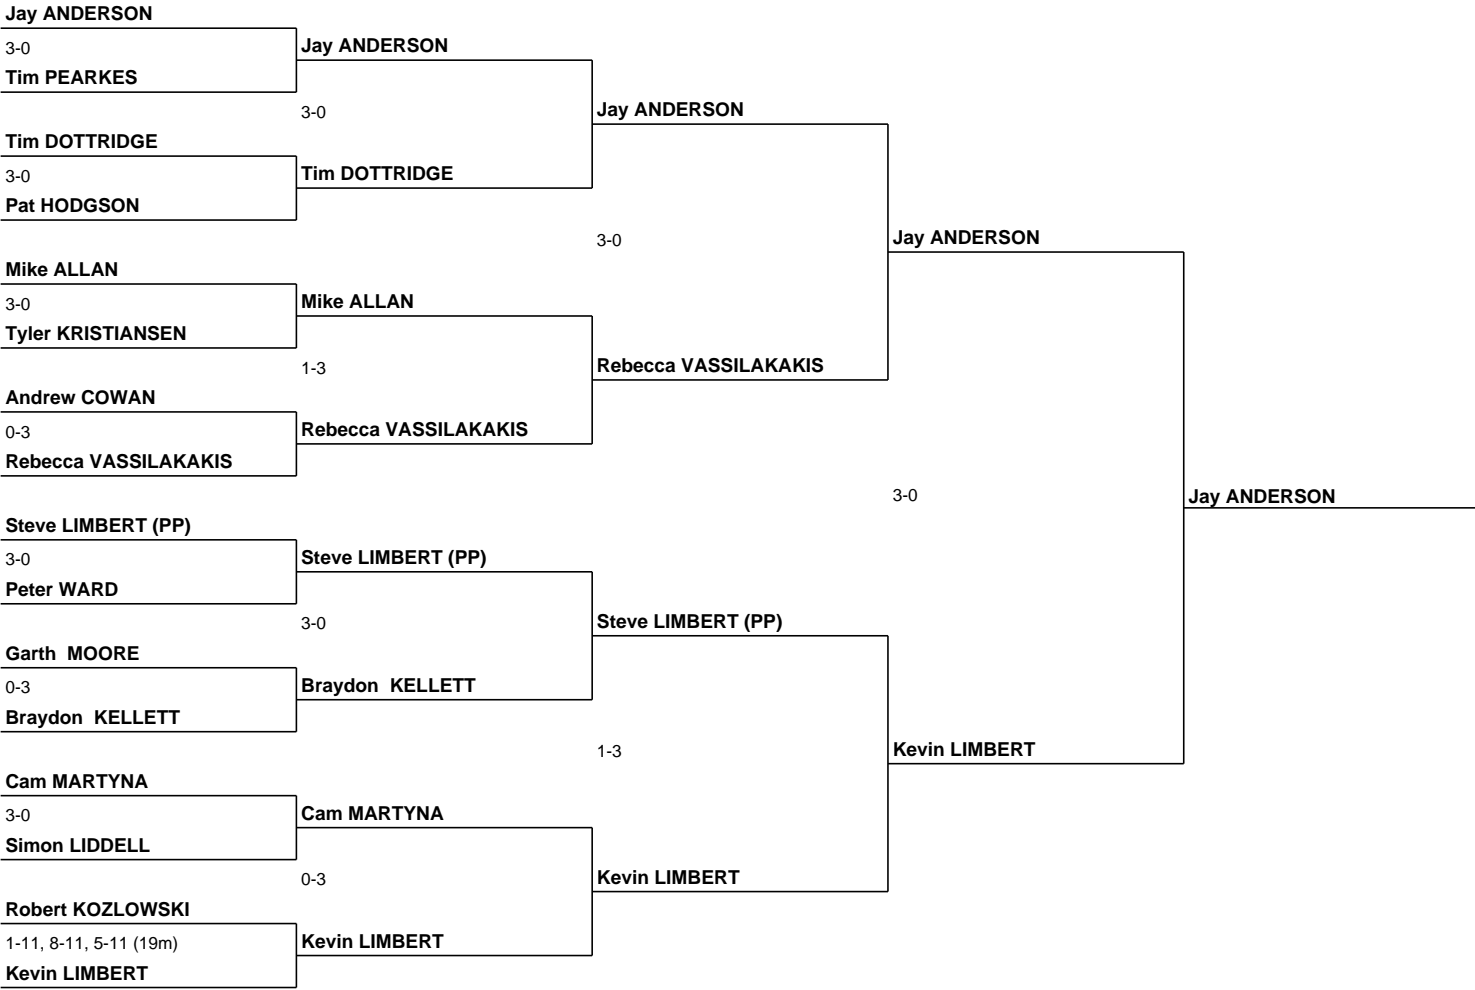 Jay ANDERSON
3-0
Tim PEARKES
Tim DOTTRIDGE
3-0
Pat HODGSON
Mike ALLAN
3-0
Tyler KRISTIANSEN
Andrew COWAN
0-3
Rebecca VASSILAKAKIS
Steve LIMBERT (PP)
3-0
Peter WARD
Garth  MOORE
0-3
Braydon  KELLETT
Cam MARTYNA
3-0
Simon LIDDELL
Robert KOZLOWSKI
1-11, 8-11, 5-11 (19m)
Kevin LIMBERT
Jay ANDERSON
3-0
Tim DOTTRIDGE
Mike ALLAN
1-3
Rebecca VASSILAKAKIS
Steve LIMBERT (PP)
3-0
Braydon  KELLETT
Cam MARTYNA
0-3
Kevin LIMBERT
Jay ANDERSON
3-0
Rebecca VASSILAKAKIS
Steve LIMBERT (PP)
1-3
Kevin LIMBERT
Jay ANDERSON
3-0
Kevin LIMBERT
Jay ANDERSON